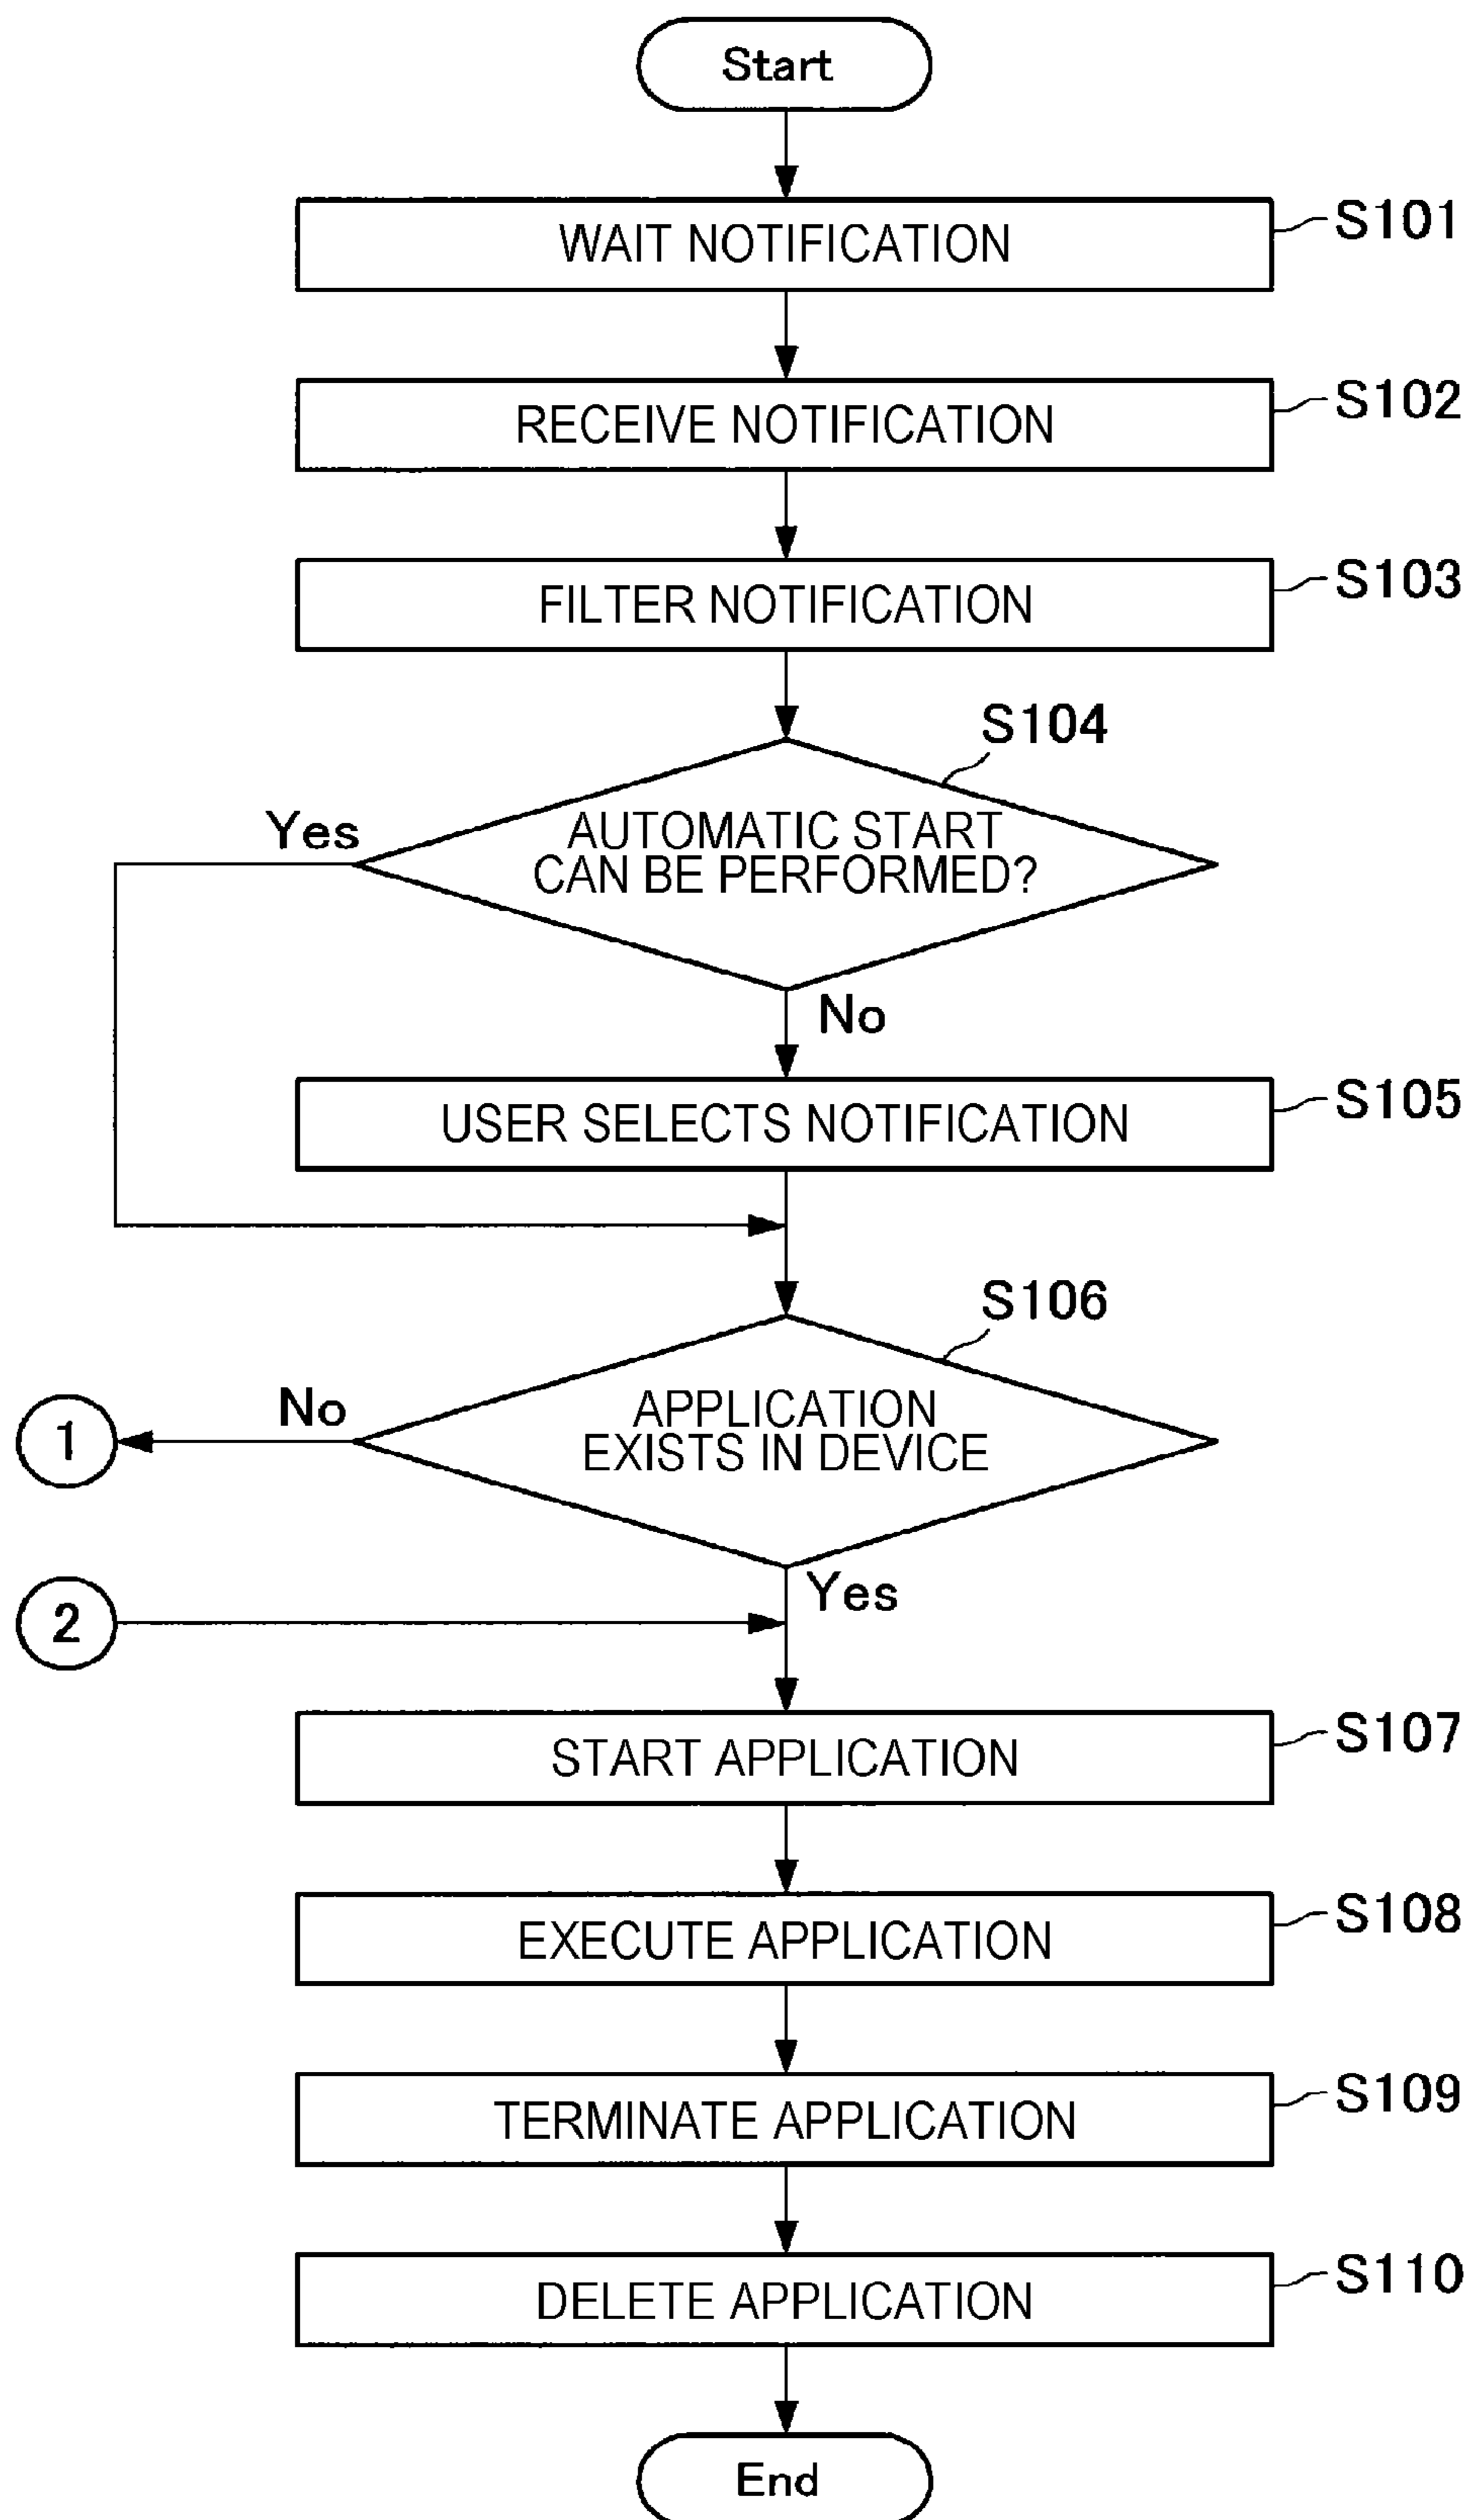 Start
WAIT NOTIFICATION
S101
RECEIVE NOTIFICATION
S102
FILTER NOTIFICATION
S103
S104
Yes
AUTOMATIC START
CAN BE PERFORMED?
No
USER SELECTS NOTIFICATION
S105
S106
No
APPLICATION
EXISTS IN DEVICE
1
Yes
2
START APPLICATION
S107
EXECUTE APPLICATION
S108
TERMINATE APPLICATION
S109
DELETE APPLICATION
S110
End